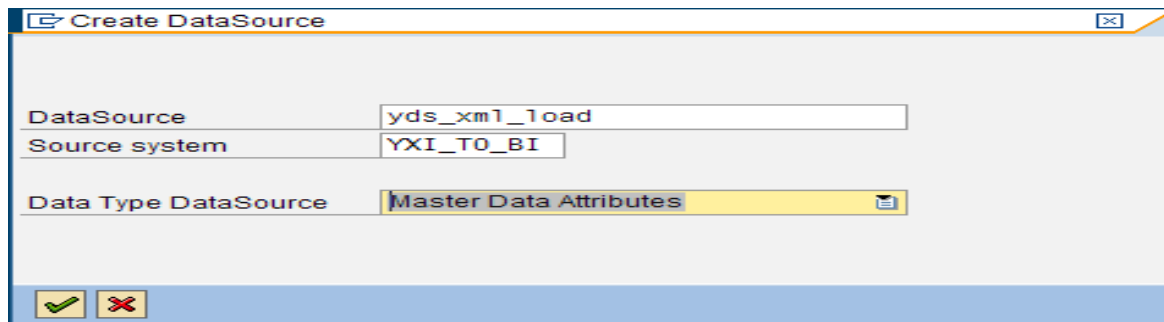 Create DataSource
DataSource yds_xml_load
Source system YXI_TO_BI
Data Type DataSource Master Data Attributes